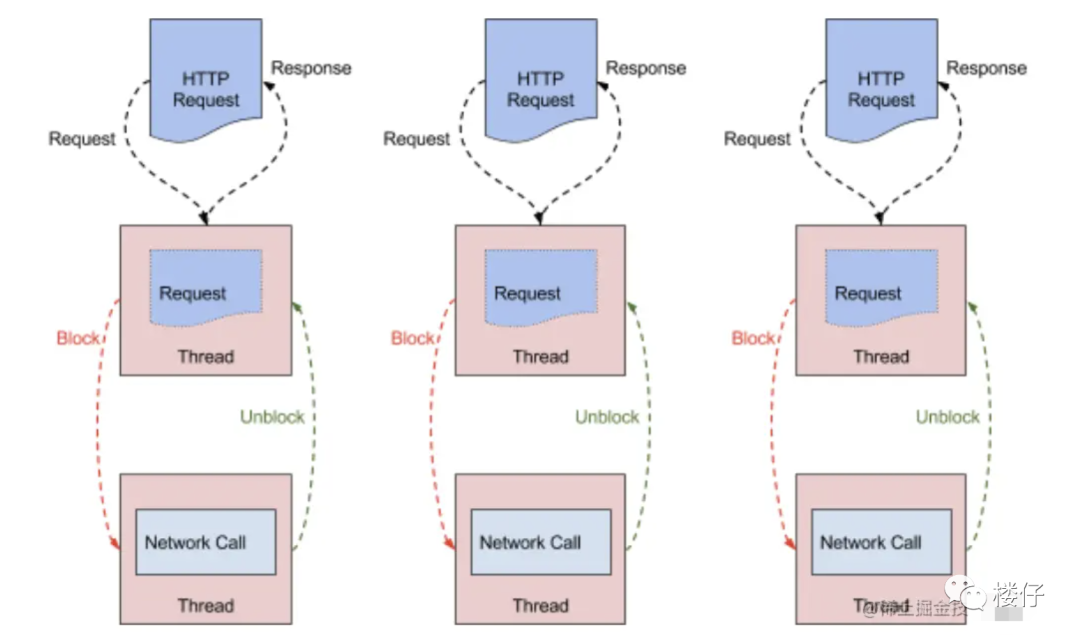 HTTP
Request
Response
HTTP
Request
Response
HTTP
Request
Response
Request
Request
Request
Request
Request
Request
Block
Block
Block
Thread
Thread
Thread
Unblock
Unblock
Unblock
Network Call
Network Call
Network Call
Thread
Thread
Thread
@稀土掘金技
楼仔